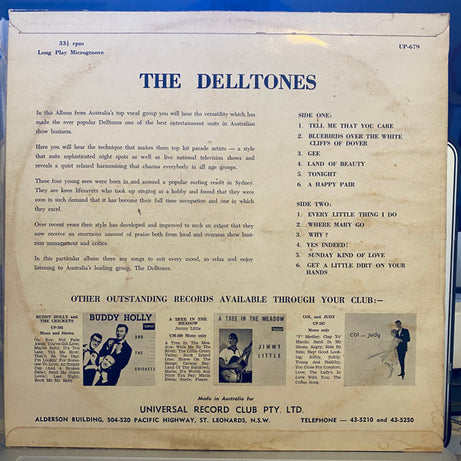 33⅓ rpm
Long Play Microgroove
UP-679
THE DELLTONES
In this Album from Australia's top vocal group you will hear the versatility which has
made the ever popular Delltones one of the best entertainment units in Australian
show business.
Here you will hear the technique that makes them top hit parade artists — a style
that suits sophisticated night spots as well as live national television shows and
reveals a quiet relaxed harmonising that charms everybody in all age groups.
These four young men were born in and around a popular surfing resort in Sydney.
They are keen lifesavers who took up singing as a hobby and found that they were
soon in such demand that it has become their full time occupation and one in which
they excel.
Over recent years their style has developed and improved to such an extent that they
now receive an enormous amount of praise both from local and overseas show bus-
iness management and critics.
In this particular album there are songs to suit every mood, so relax and enjoy
listening to Australia's leading group, The Delltones.
SIDE ONE:
1. TELL ME THAT YOU CARE
2. BLUEBIRDS OVER THE WHITE
CLIFFS OF DOVER
3. GEE
4. LAND OF BEAUTY
5. TONIGHT
6. A HAPPY PAIR
SIDE TWO:
1. EVERY LITTLE THING I DO
2. WHERE MARY GO
3. WHY?
4. YES INDEED!
5. SUNDAY KIND OF LOVE
6. GET A LITTLE DIRT ON YOUR
HANDS
OTHER OUTSTANDING RECORDS AVAILABLE THROUGH YOUR CLUB:—
BUDDY HOLLY and
THE CRICKETS
Mono and Stereo
BUDDY HOLLY
AND
THE
CRICKETS
A TREE IN THE
MEADOW
Jimmy Little
Mono only
A TREE IN THE MEADOW
JIMMY
LITTLE
COL and JUDY
Mono only
col and judy
Made in Australia for
UNIVERSAL RECORD CLUB PTY. LTD.
ALDERSON BUILDING, 504-520 PACIFIC HIGHWAY, ST. LEONARDS, N.S.W.
TELEPHONE — 43-5210 and 43-5250